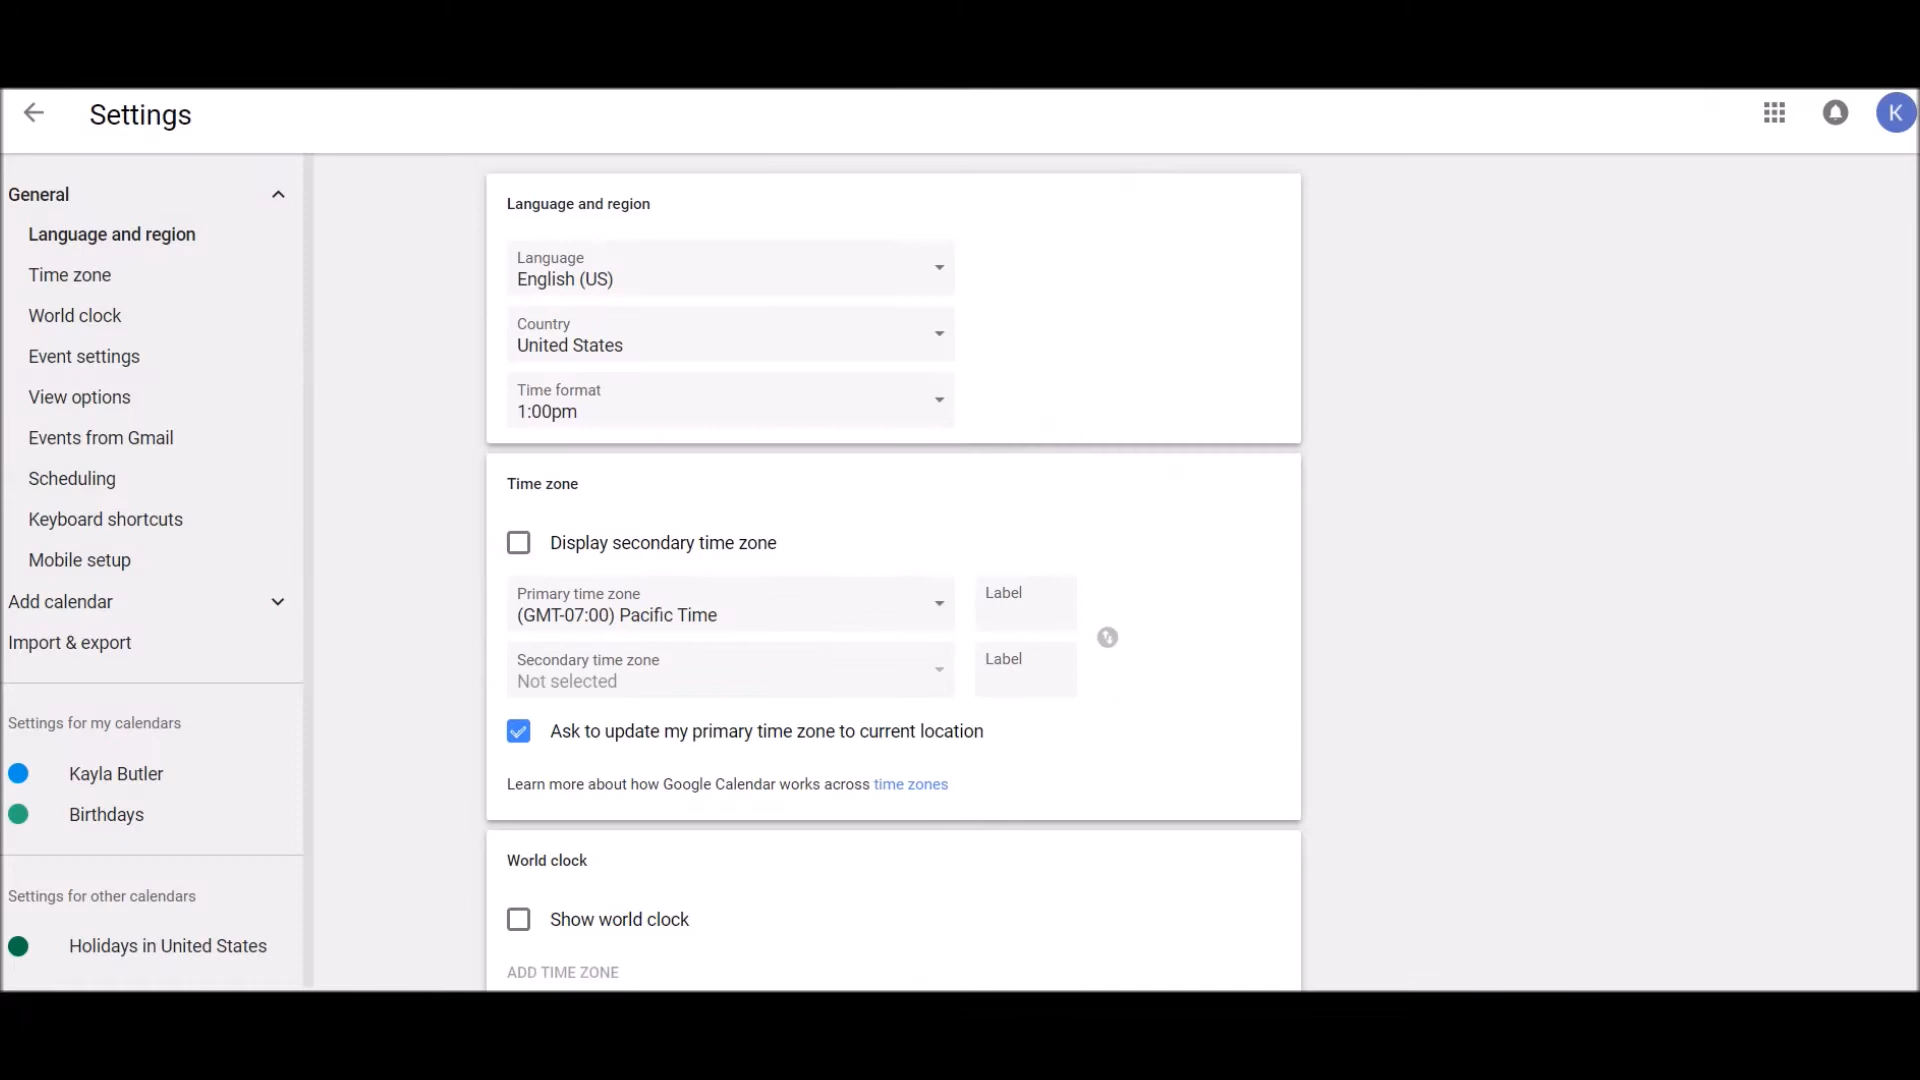 Settings
K
General
Language and region
Time zone
World clock
Event settings
View options
Events from Gmail
Scheduling
Keyboard shortcuts
Mobile setup
Add calendar
Import & export
Settings for my calendars
Kayla Butler
Birthdays
Settings for other calendars
Holidays in United States
Language and region
Language
English (US)
Country
United States
Time format
1:00pm
Time zone
Display secondary time zone
Primary time zone
(GMT-07:00) Pacific Time
Label
Secondary time zone
Not selected
Label
Ask to update my primary time zone to current location
Learn more about how Google Calendar works across time zones
World clock
Show world clock
ADD TIME ZONE